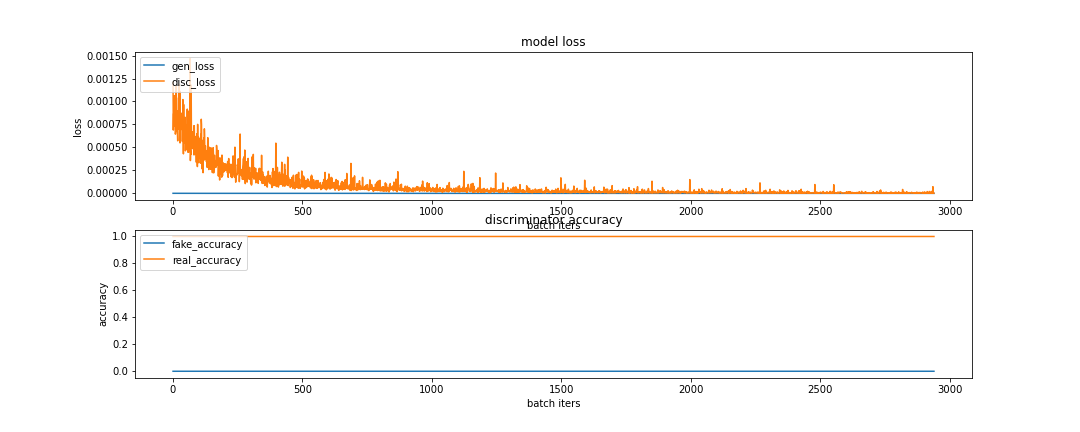 model loss
0.00150
0.00125
0.00100
0.00075
0.00050
0.00025
0.00000
loss
gen_loss
disc_loss
0 500 1000 1500 2000 2500 3000
batch iters
discriminator accuracy
1.0
0.8
0.6
0.4
0.2
0.0
accuracy
fake_accuracy
real_accuracy
0 500 1000 1500 2000 2500 3000
batch iters